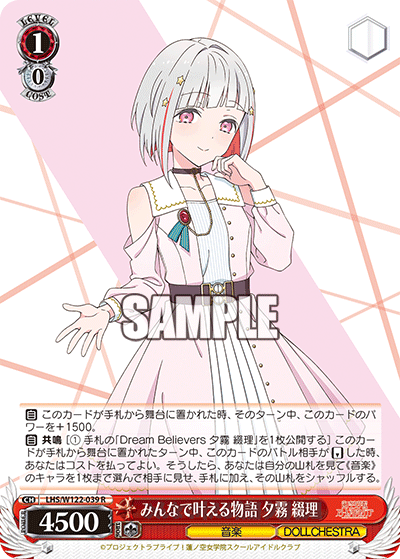 LEVEL
1
0
COST
SAMPLE
自 このカードが手札から舞台に置かれた時、そのターン中、このカードのパ
ワーを+1500。
自 共鳴 [① 手札の「Dream Believers 夕霧 綴理」を1枚公開する] このカー
ドが手札から舞台に置かれたターン中、このカードのバトル相手が した時、
あなたはコストを払ってよい。そうしたら、あなたは自分の山札を見て《音楽》
のキャラを1枚まで選んで相手に見せ、手札に加え、その山札をシャッフルする。
CH LHS/W122-039 R
4500
みんなで叶える物語 夕霧 綴理
音楽 DOLLCHESTRA
©プロジェクトラブライブ!蓮ノ空女学院スクールアイドルクラブ